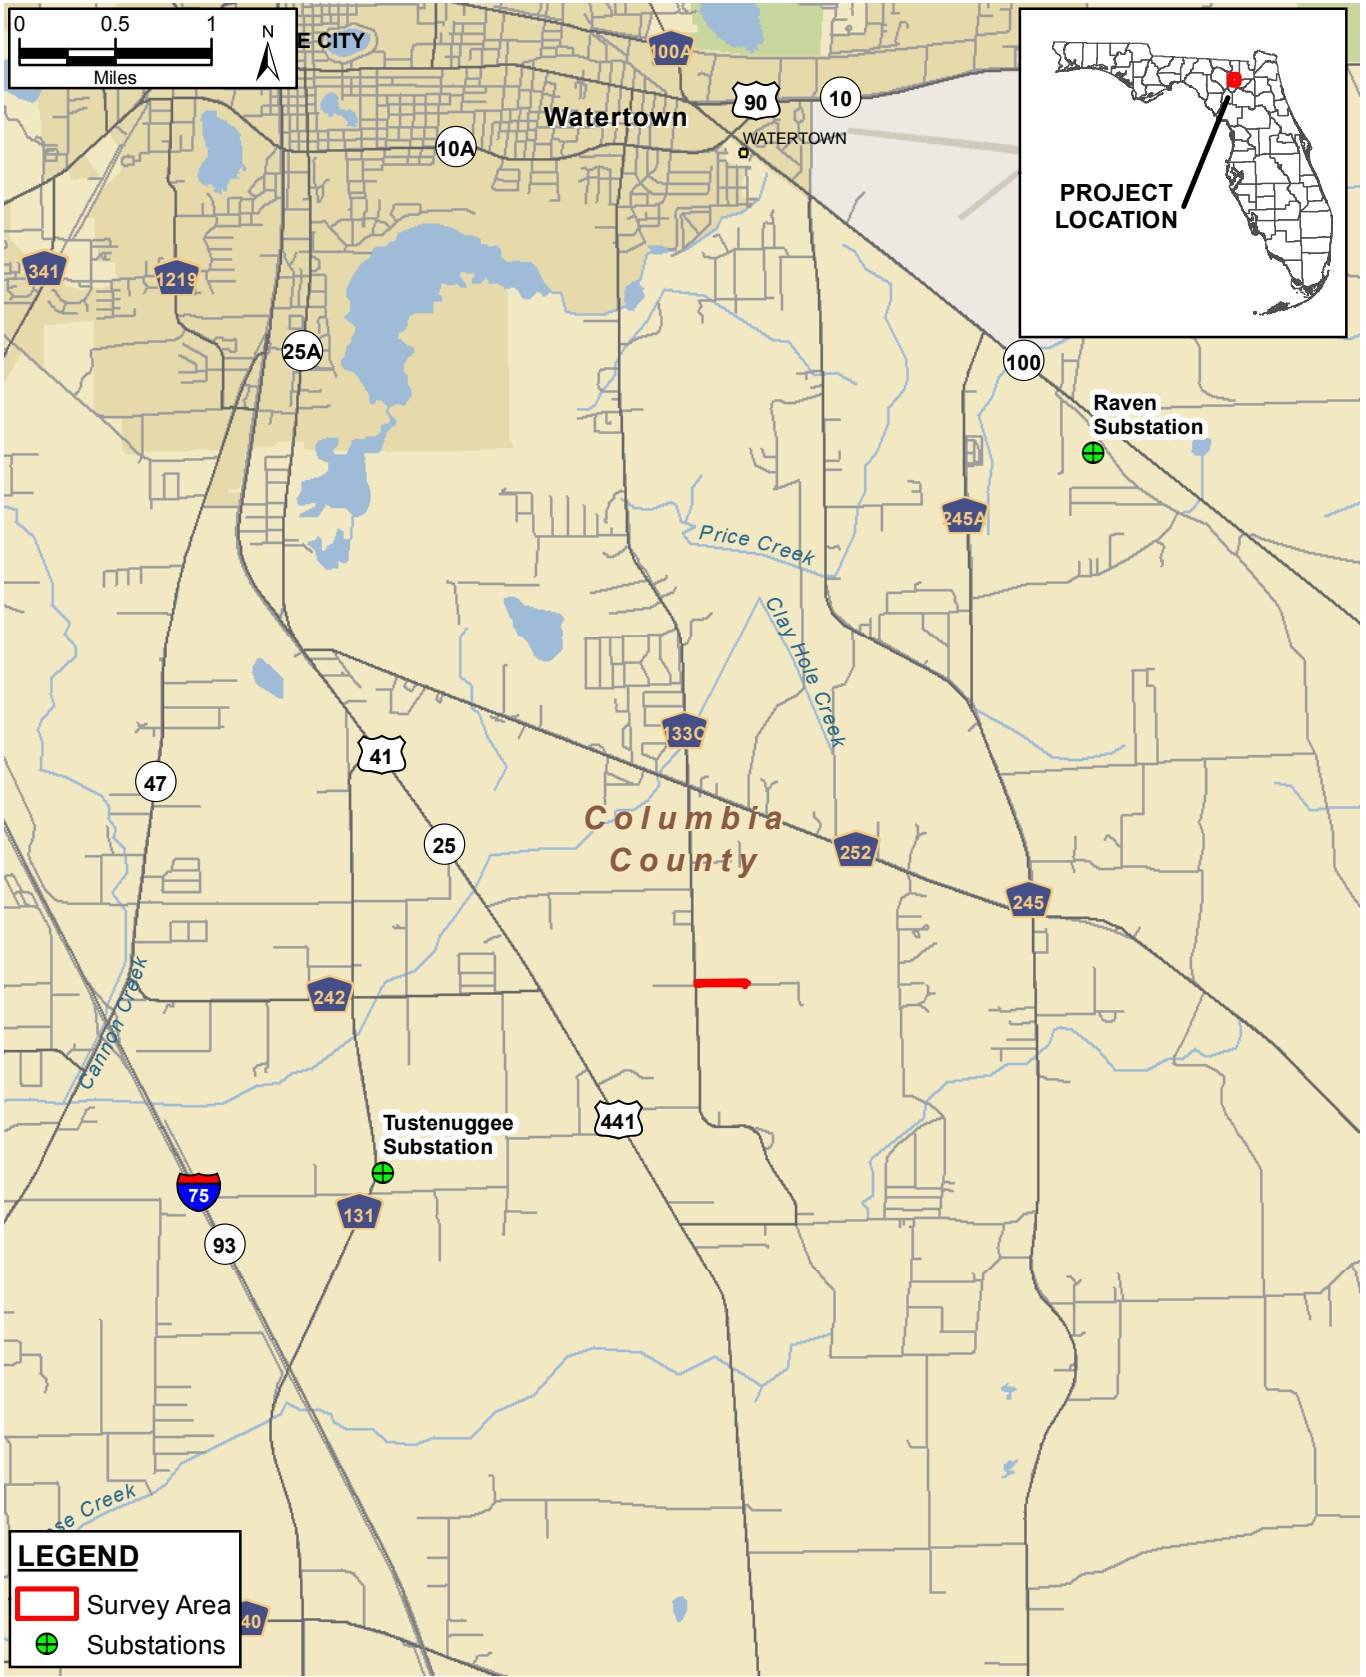 0 0.5 1
Miles
N
E CITY
100A
90
10
Watertown
WATERTOWN
10A
PROJECT
LOCATION
341
1219
25A
100
Raven
Substation
245A
Price Creek
Clay Hole Creek
133C
41
47
Columbia
County
25
252
245
Cannon Creek
242
Tustenuggee
Substation
441
75
131
93
se Creek
LEGEND
Survey Area
40
Substations